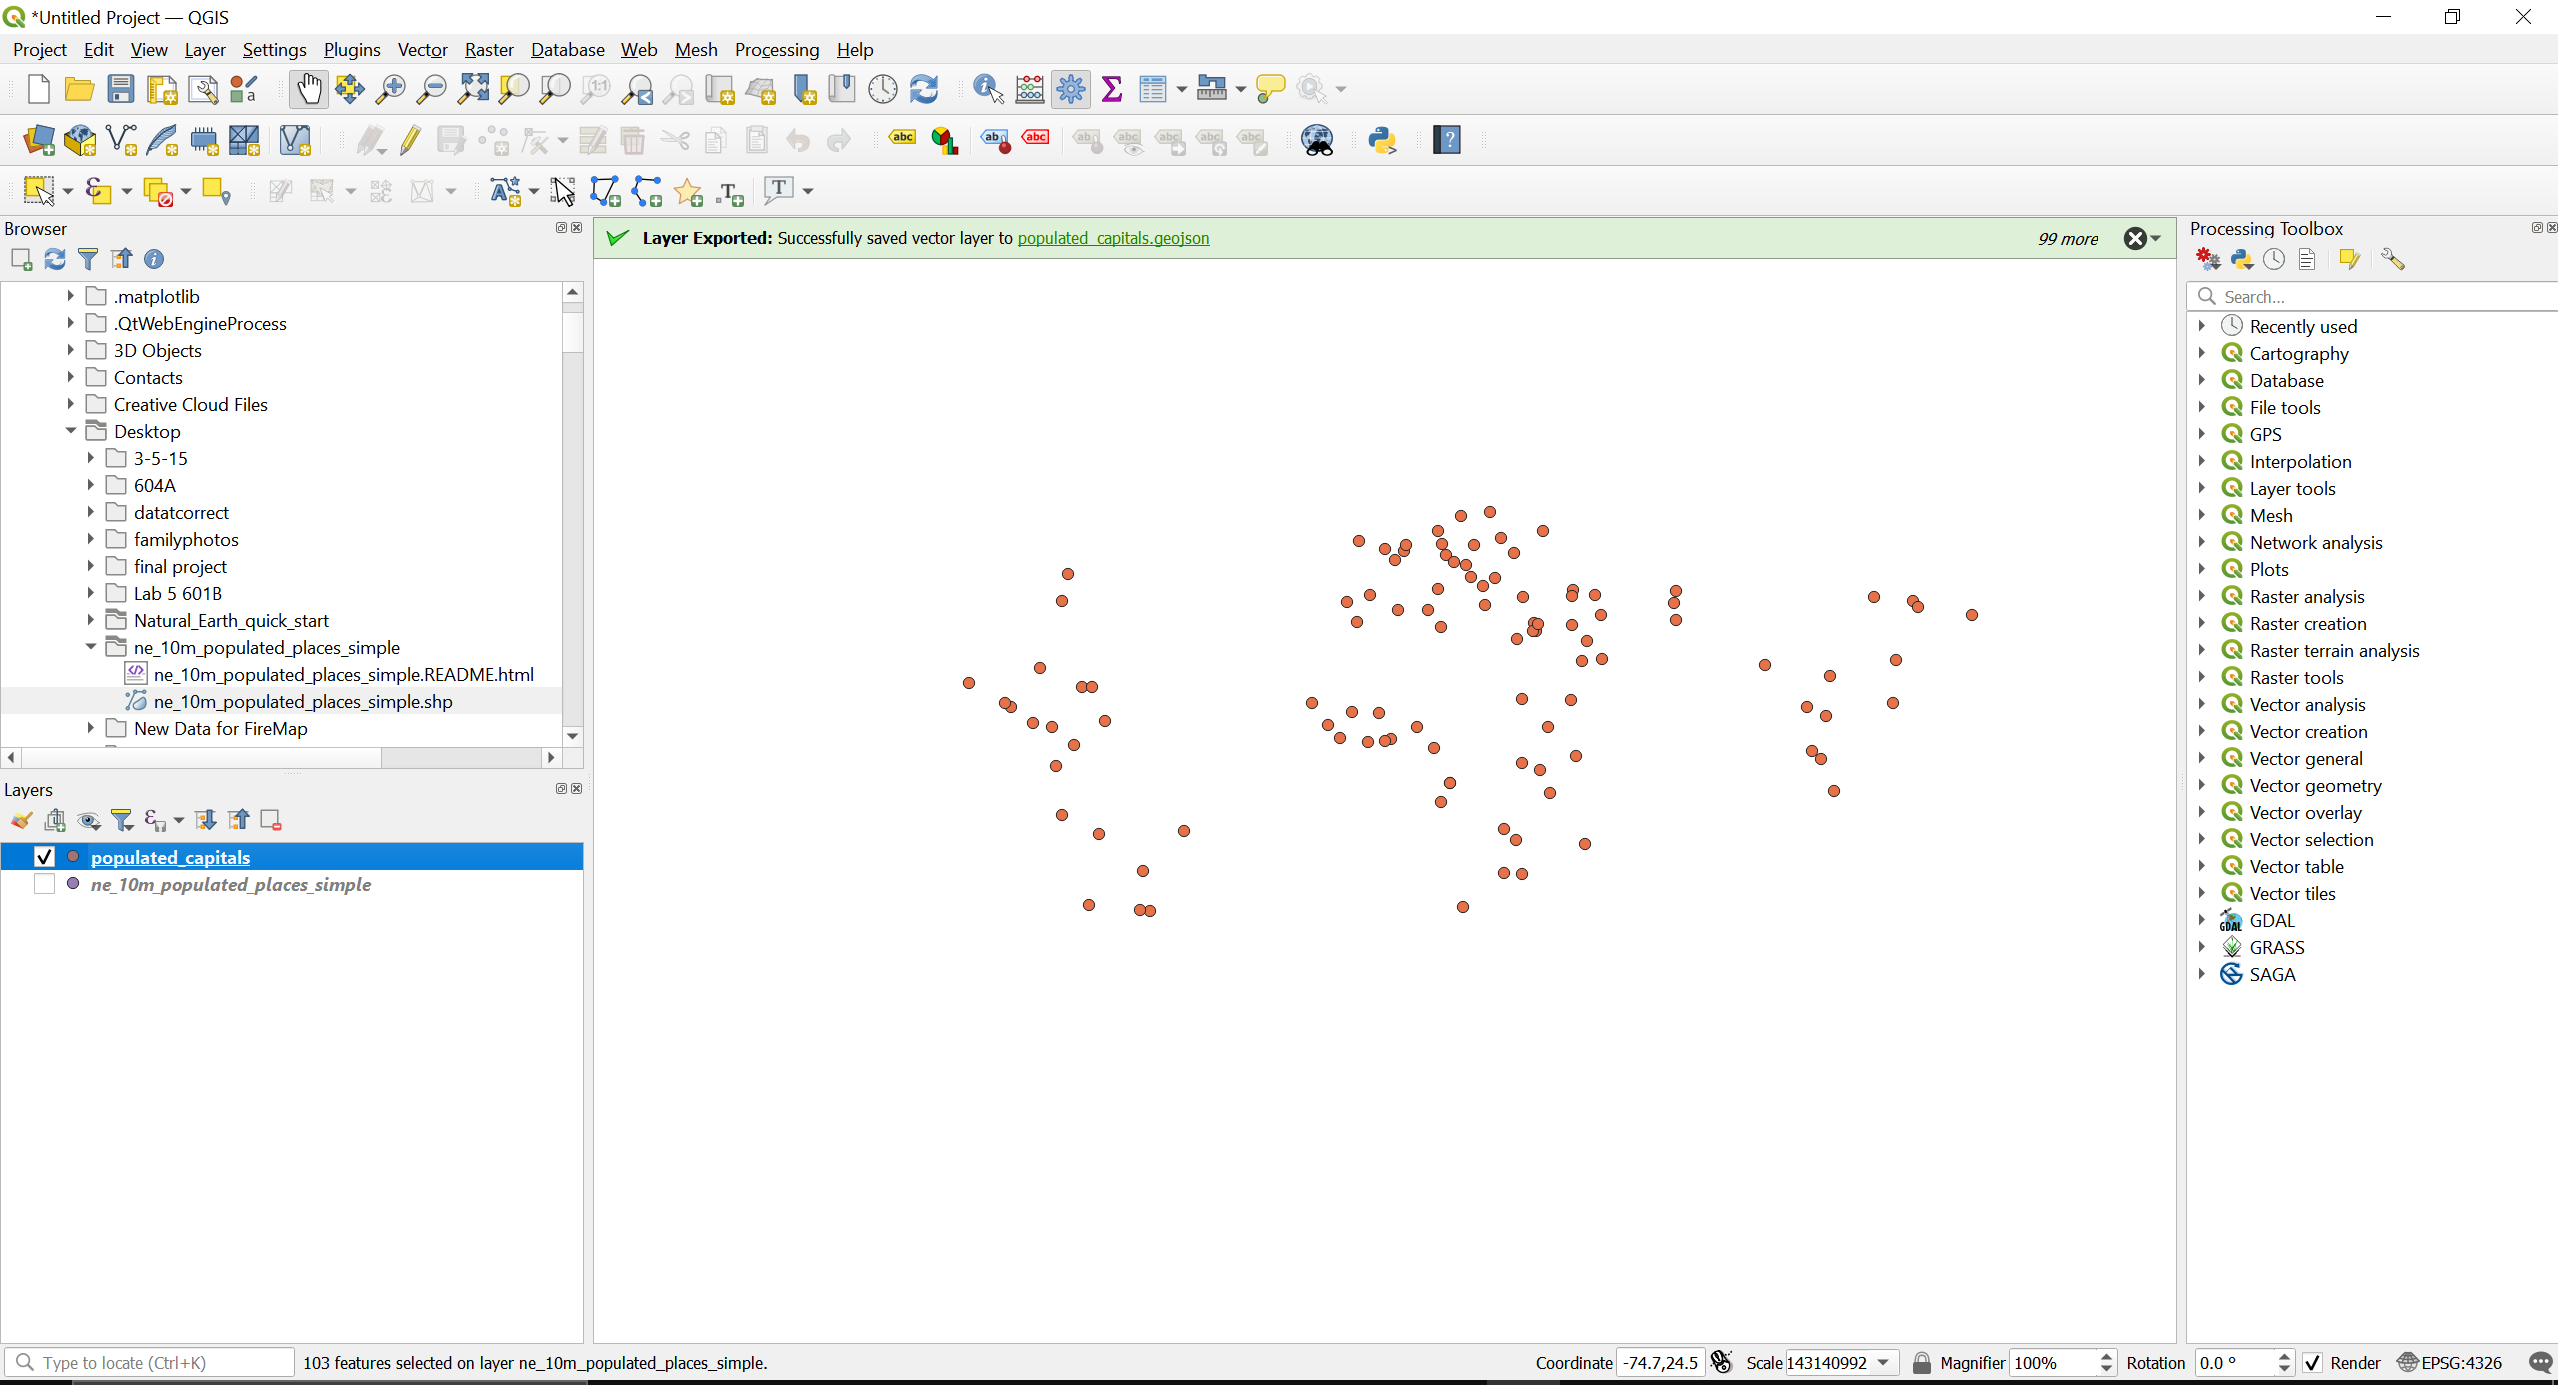 *Untitled Project — QGIS
Project Edit View Layer Settings Plugins Vector Raster Database Web Mesh Processing Help
Browser
.matplotlib
.QtWebEngineProcess
3D Objects
Contacts
Creative Cloud Files
Desktop
3-5-15
604A
datatcorrect
familyphotos
final project
Lab 5 601B
Natural_Earth_quick_start
ne_10m_populated_places_simple
ne_10m_populated_places_simple.README.html
ne_10m_populated_places_simple.shp
New Data for FireMap
Layers
populated_capitals
ne_10m_populated_places_simple
Layer Exported: Successfully saved vector layer to populated_capitals.geojson
99 more
Processing Toolbox
Search...
Recently used
Cartography
Database
File tools
GPS
Interpolation
Layer tools
Mesh
Network analysis
Plots
Raster analysis
Raster creation
Raster terrain analysis
Raster tools
Vector analysis
Vector creation
Vector general
Vector geometry
Vector overlay
Vector selection
Vector table
Vector tiles
GDAL
GRASS
SAGA
Type to locate (Ctrl+K)
103 features selected on layer ne_10m_populated_places_simple.
Coordinate -74.7,24.5 Scale 143140992 Magnifier 100% Rotation 0.0 ° Render EPSG:4326